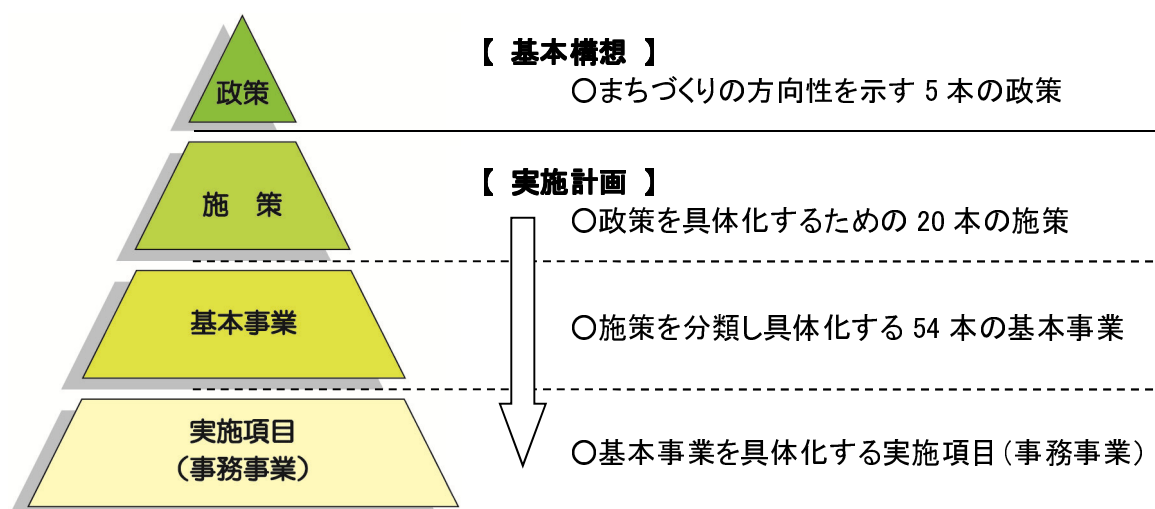 政策
【 基本構想 】
○まちづくりの方向性を示す 5 本の政策
施　策
【 実施計画 】
○政策を具体化するための 20 本の施策
基本事業
○施策を分類し具体化する 54 本の基本事業
実施項目
（事務事業）
○基本事業を具体化する実施項目（事務事業）